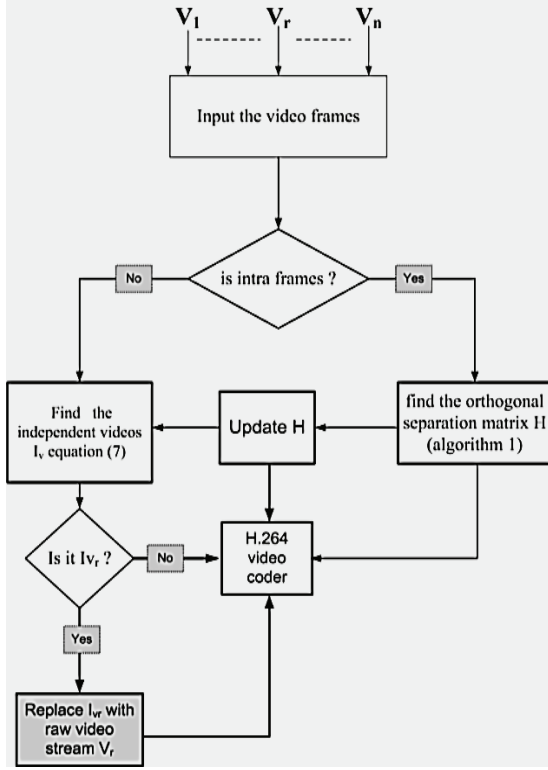 V1 Vr Vn
Input the video frames
is intra frames ?
No
Yes
Find the
independent videos
Iv equation (7)
Update H
find the orthogonal
separation matrix H
(algorithm 1)
Is it Ivr ?
No
H.264
video
coder
Yes
Replace Ivr with
raw video
stream Vr